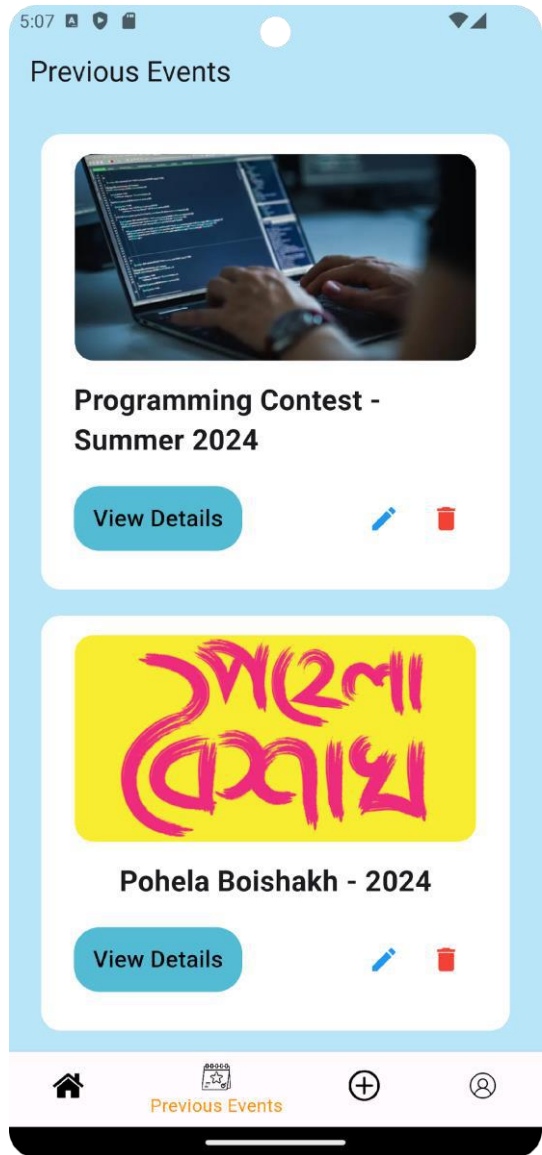 5:07
Previous Events
Programming Contest -
Summer 2024
View Details
পহেলা
বৈশাখ
Pohela Boishakh - 2024
View Details
Previous Events